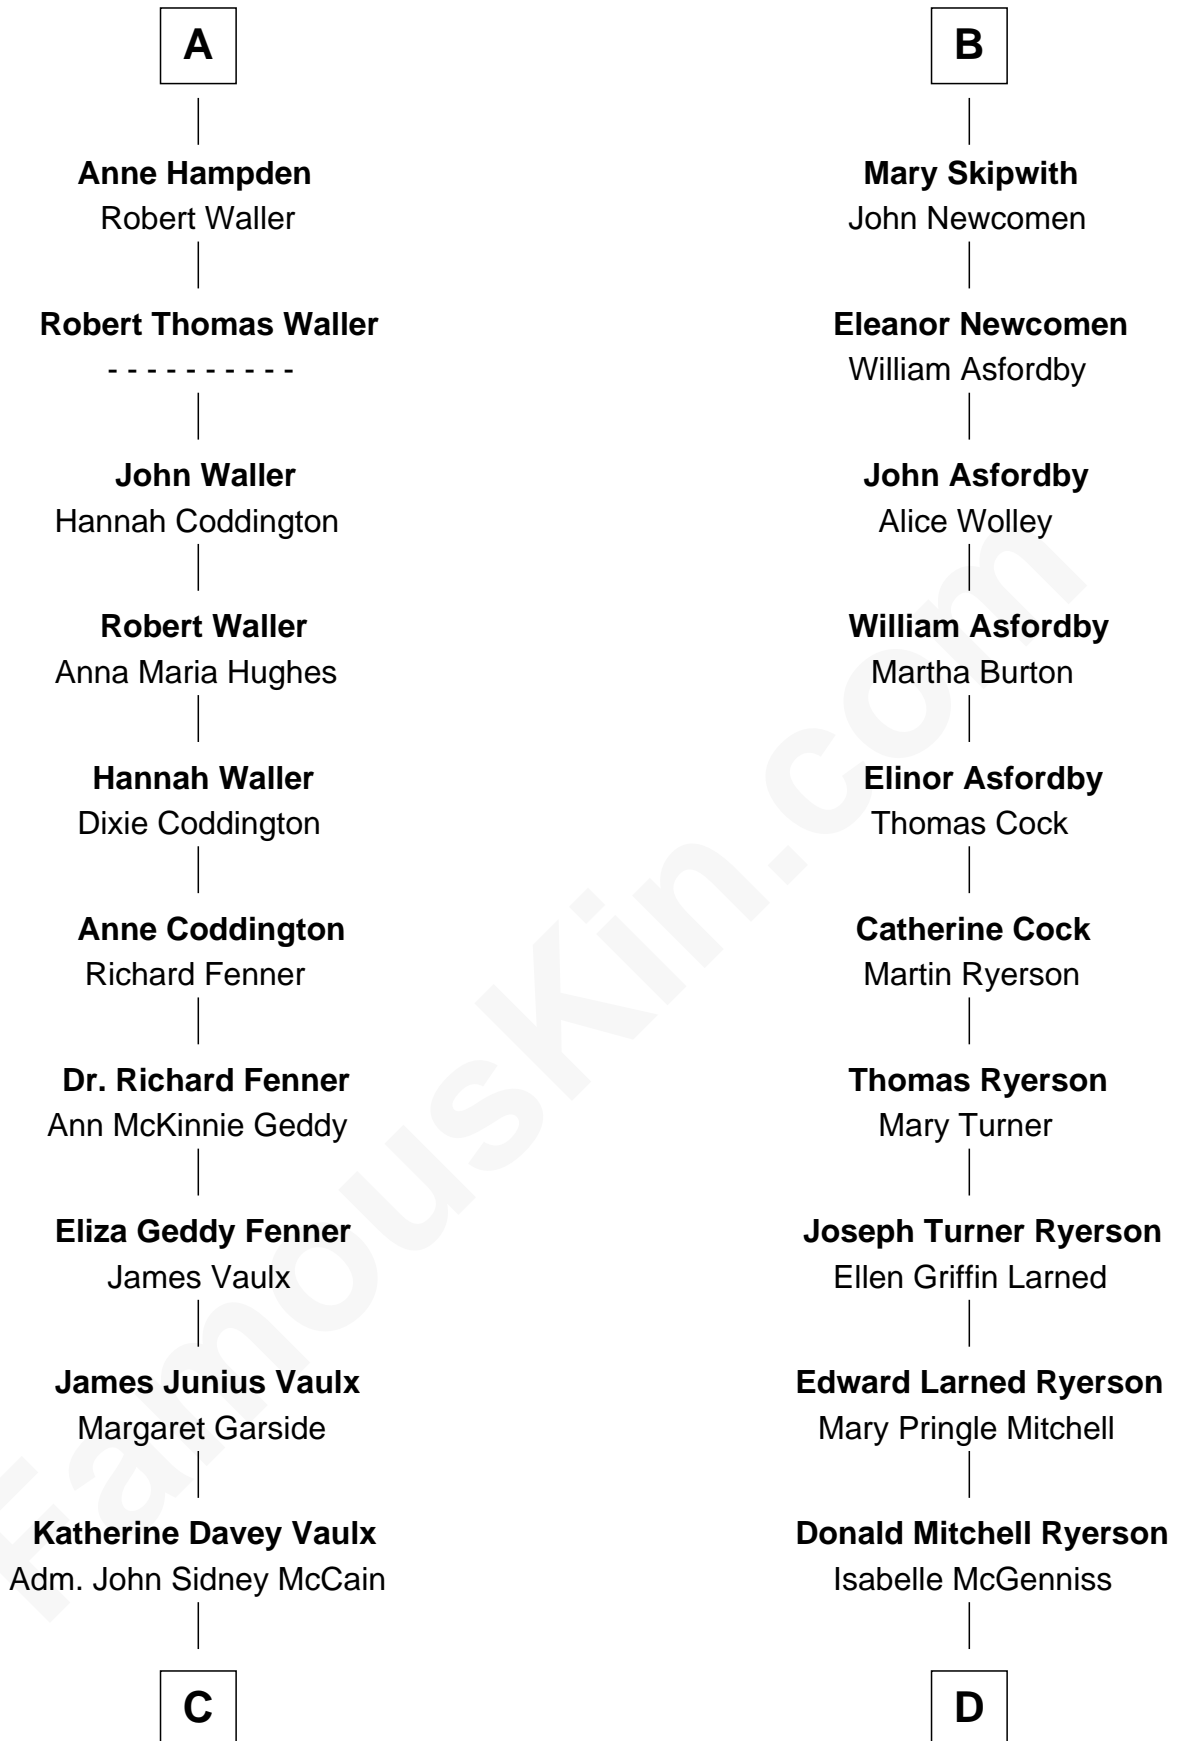 A
Anne Hampden
Robert Waller
Robert Thomas Waller
- - - - - - - - - -
John Waller
Hannah Coddington
Robert Waller
Anna Maria Hughes
Hannah Waller
Dixie Coddington
Anne Coddington
Richard Fenner
Dr. Richard Fenner
Ann McKinnie Geddy
Eliza Geddy Fenner
James Vaulx
James Junius Vaulx
Margaret Garside
Katherine Davey Vaulx
Adm. John Sidney McCain
C
B
Mary Skipwith
John Newcomen
Eleanor Newcomen
William Asfordby
John Asfordby
Alice Wolley
William Asfordby
Martha Burton
Elinor Asfordby
Thomas Cock
Catherine Cock
Martin Ryerson
Thomas Ryerson
Mary Turner
Joseph Turner Ryerson
Ellen Griffin Larned
Edward Larned Ryerson
Mary Pringle Mitchell
Donald Mitchell Ryerson
Isabelle McGenniss
D
FamousKin.com